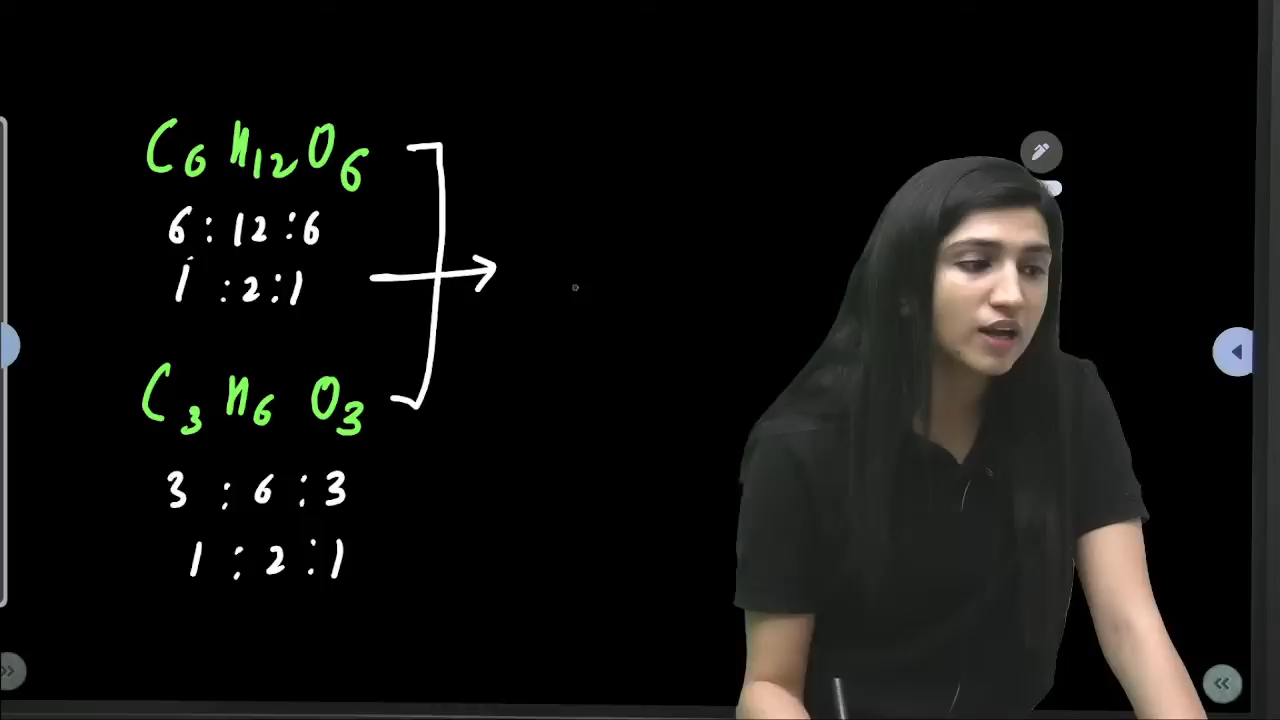 C₆H₁₂O₆
6 : 12 : 6
1 : 2 : 1
C₃H₆O₃
3 : 6 : 3
1 : 2 : 1